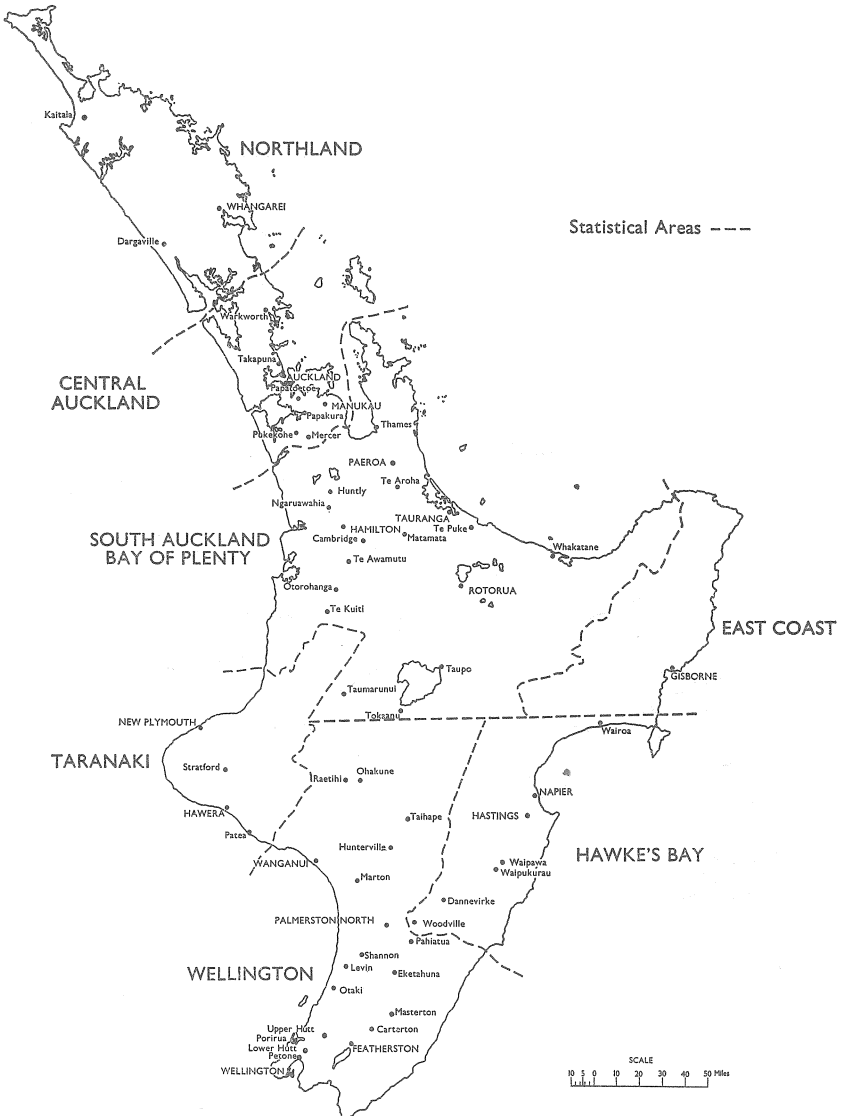 Kaitala
NORTHLAND
WHANGAREI
Statistical Areas
Dargaville
Warkworth
Takapuna
CENTRAL
AUCKLAND
AUCKLAND
Papatoetoe
MANUKAU
Papakura
Thames
Pukekohe
Mercer
PAEROA
Te Aroha
Huntly
Ngaruawahia
TAURANGA
SOUTH AUCKLAND
BAY OF PLENTY
HAMILTON
Te Puke
Cambridge
Matamata
Whakatane
Te Awamutu
Otorohanga
ROTORUA
Te Kuiti
EAST COAST
Taupo
GISBORNE
Taumarunui
Tokaanu
NEW PLYMOUTH
Wairoa
TARANAKI
Stratford
Raetihi
Ohakune
NAPIER
HAWERA
Taihape
HASTINGS
Patea
Hunterville
HAWKE'S BAY
WANGANUI
Waipawa
Waipukurau
Marton
Dannevirke
PALMERSTON NORTH
Woodville
Pahiatua
Shannon
WELLINGTON
Levin
Eketahuna
Otaki
Masterton
Upper Hutt
Carterton
Porirua
Lower Hutt
FEATHERSTON
Petone
WELLINGTON
SCALE
10 5 0 10 20 30 40 50 Miles